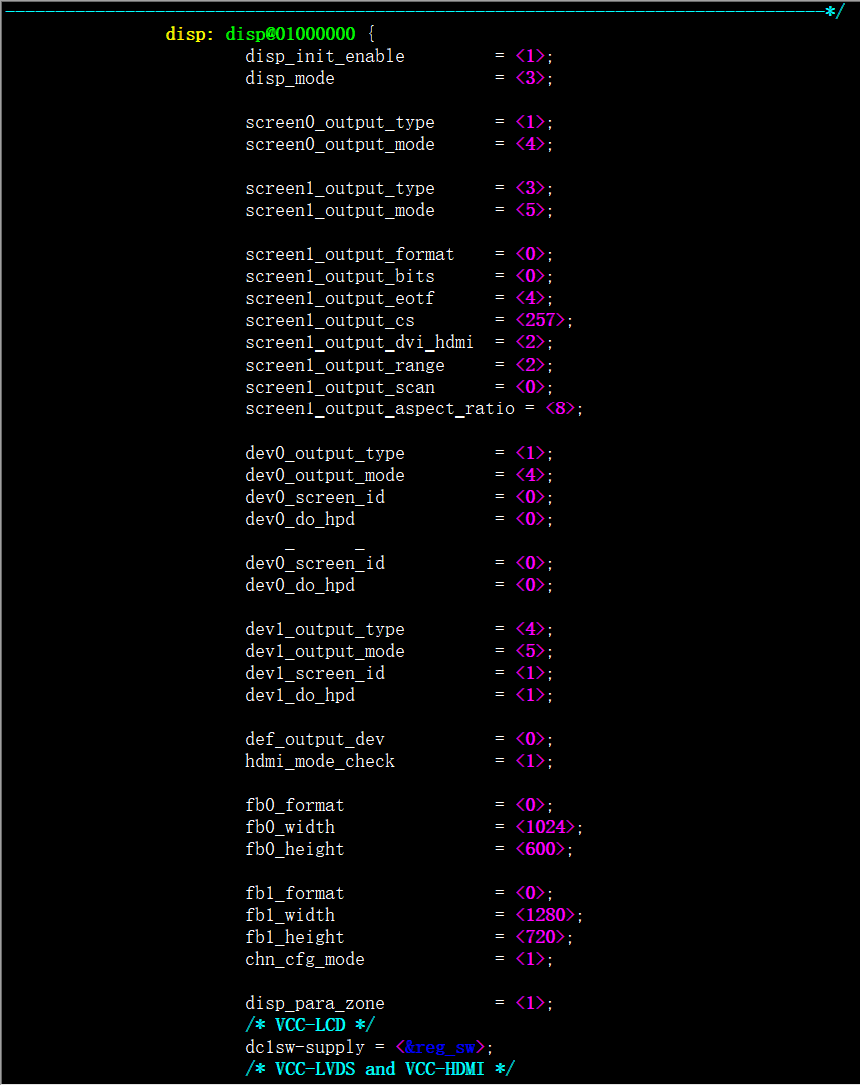 ----------------------------------------------------------------------------------*/
disp: disp@01000000 {
disp_init_enable = <1>;
disp_mode = <3>;
screen0_output_type = <1>;
screen0_output_mode = <4>;
screen1_output_type = <3>;
screen1_output_mode = <5>;
screen1_output_format = <0>;
screen1_output_bits = <0>;
screen1_output_eotf = <4>;
screen1_output_cs = <257>;
screen1_output_dvi_hdmi = <2>;
screen1_output_range = <2>;
screen1_output_scan = <0>;
screen1_output_aspect_ratio = <8>;
dev0_output_type = <1>;
dev0_output_mode = <4>;
dev0_screen_id = <0>;
dev0_do_hpd = <0>;
dev0_screen_id = <0>;
dev0_do_hpd = <0>;
dev1_output_type = <4>;
dev1_output_mode = <5>;
dev1_screen_id = <1>;
dev1_do_hpd = <1>;
def_output_dev = <0>;
hdmi_mode_check = <1>;
fb0_format = <0>;
fb0_width = <1024>;
fb0_height = <600>;
fb1_format = <0>;
fb1_width = <1280>;
fb1_height = <720>;
chn_cfg_mode = <1>;
disp_para_zone = <1>;
/* VCC-LCD */
dc1sw-supply = <&reg_sw>;
/* VCC-LVDS and VCC-HDMI */